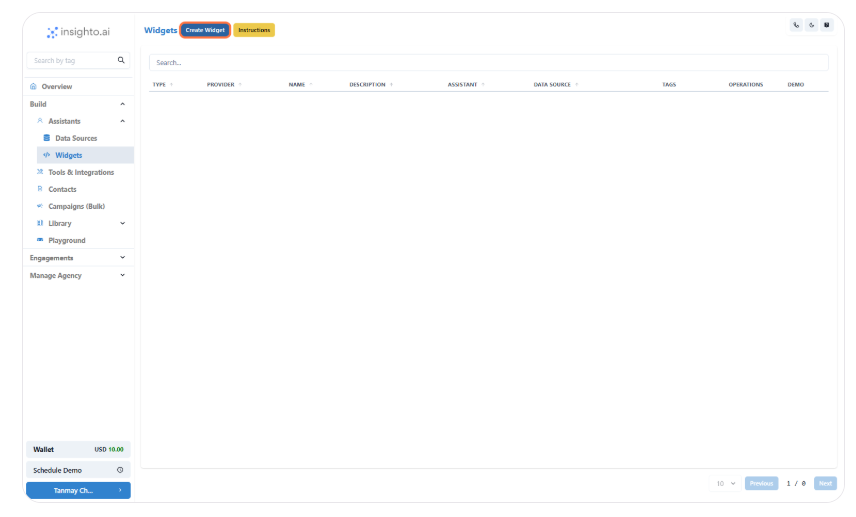 insighto.ai
Widgets Create Widget Instructions
Search by tag
Search...
Overview
TYPE PROVIDER NAME DESCRIPTION ASSISTANT DATA SOURCE TAGS OPERATIONS DEMO
Build
Assistants
Data Sources
Widgets
Tools & Integrations
Contacts
Campaigns (Bulk)
Library
Playground
Engagements
Manage Agency
Wallet USD 10.00
Schedule Demo
Tanmay Ch...
10 Previous 1 / 0 Next